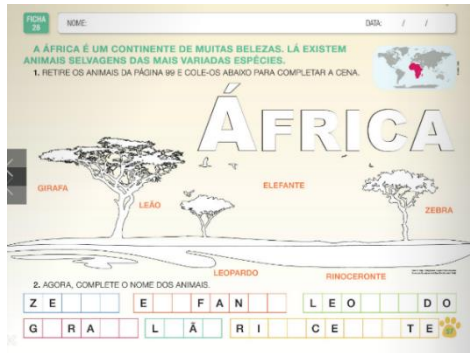 FICHA
28
NOME:
DATA: / /
A ÁFRICA É UM CONTINENTE DE MUITAS BELEZAS. LÁ EXISTEM
ANIMAIS SELVAGENS DAS MAIS VARIADAS ESPÉCIES.
1. RETIRE OS ANIMAIS DA PÁGINA 99 E COLE-OS ABAIXO PARA COMPLETAR A CENA.
ÁFRICA
GIRAFA
LEÃO
ELEFANTE
ZEBRA
LEOPARDO
RINOCERONTE
2. AGORA, COMPLETE O NOME DOS ANIMAIS.
Z E
E F A N
L E O D O
G R A
L Ã
R I C E T E